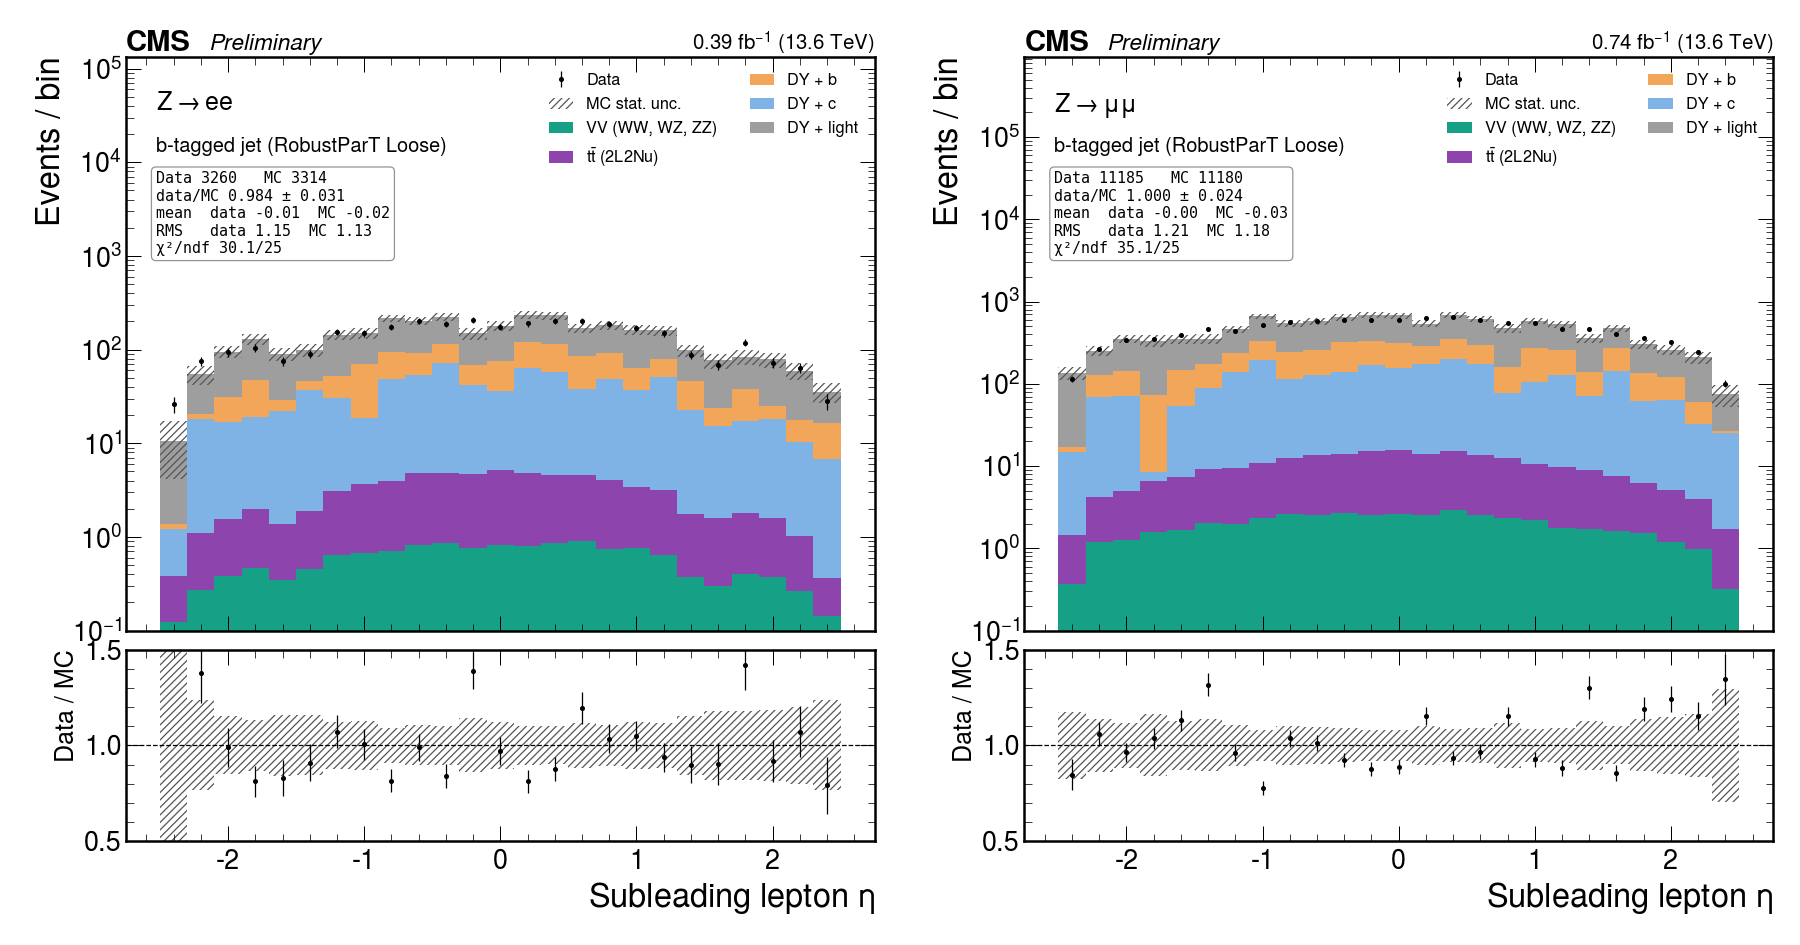 CMS Preliminary 0.39 fb⁻¹ (13.6 TeV)
Events / bin
10⁵
10⁴
10³
10²
10¹
10⁰
10⁻¹
Z → ee
b-tagged jet (RobustParT Loose)
Data 3260 MC 3314
data/MC 0.984 ± 0.031
mean data -0.01 MC -0.02
RMS data 1.15 MC 1.13
χ²/ndf 30.1/25
Data
MC stat. unc.
VV (WW, WZ, ZZ)
tt̄ (2L2Nu)
DY + b
DY + c
DY + light
Data / MC
1.5
1.0
0.5
-2 -1 0 1 2
Subleading lepton η
CMS Preliminary 0.74 fb⁻¹ (13.6 TeV)
Events / bin
10⁵
10⁴
10³
10²
10¹
10⁰
10⁻¹
Z → μμ
b-tagged jet (RobustParT Loose)
Data 11185 MC 11180
data/MC 1.000 ± 0.024
mean data -0.00 MC -0.03
RMS data 1.21 MC 1.18
χ²/ndf 35.1/25
Data
MC stat. unc.
VV (WW, WZ, ZZ)
tt̄ (2L2Nu)
DY + b
DY + c
DY + light
Data / MC
1.5
1.0
0.5
-2 -1 0 1 2
Subleading lepton η